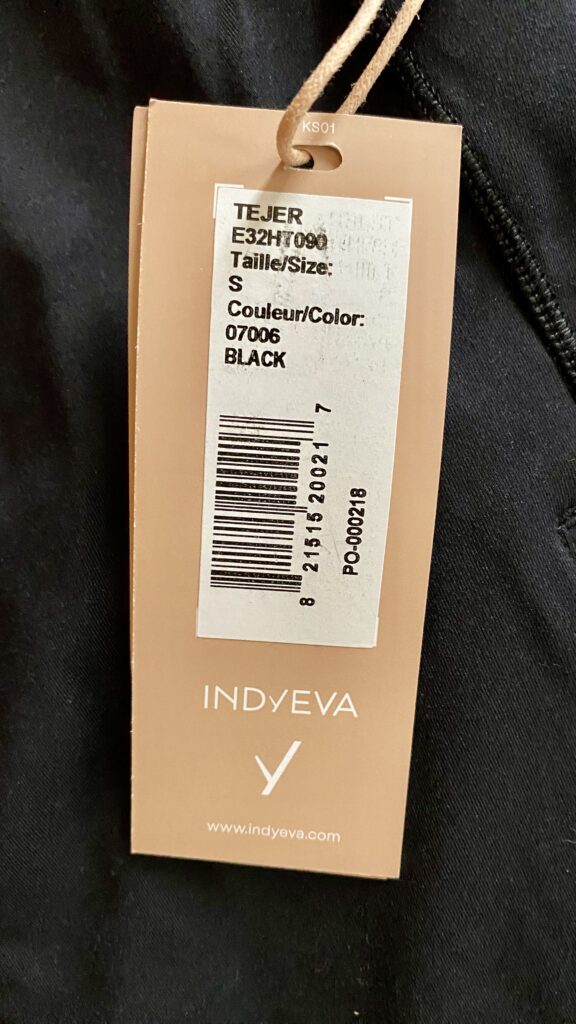 KS01
TEJER
E32HT090
Taille/Size:
S
Couleur/Color:
07006
BLACK
8 21515 20021 7
PO-000218
INDyEVA
y
www.indyeva.com